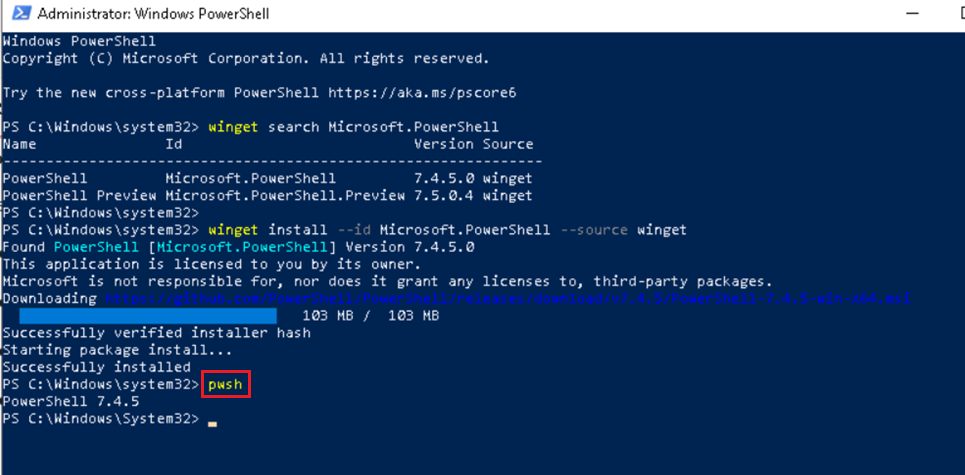 Administrator: Windows PowerShell
Windows PowerShell
Copyright (C) Microsoft Corporation. All rights reserved.
Try the new cross-platform PowerShell https://aka.ms/pscore6
PS C:\Windows\system32> winget search Microsoft.PowerShell
Name Id Version Source
-----------------------------------------------------------------
PowerShell Microsoft.PowerShell 7.4.5.0 winget
PowerShell Preview Microsoft.PowerShell.Preview 7.5.0.4 winget
PS C:\Windows\system32>
PS C:\Windows\system32> winget install --id Microsoft.PowerShell --source winget
Found PowerShell [Microsoft.PowerShell] Version 7.4.5.0
This application is licensed to you by its owner.
Microsoft is not responsible for, nor does it grant any licenses to, third-party packages.
Downloading https://github.com/PowerShell/PowerShell/releases/download/v7.4.5/PowerShell-7.4.5-win-x64.msi
103 MB / 103 MB
Successfully verified installer hash
Starting package install...
Successfully installed
PS C:\Windows\system32> pwsh
PowerShell 7.4.5
PS C:\Windows\System32>